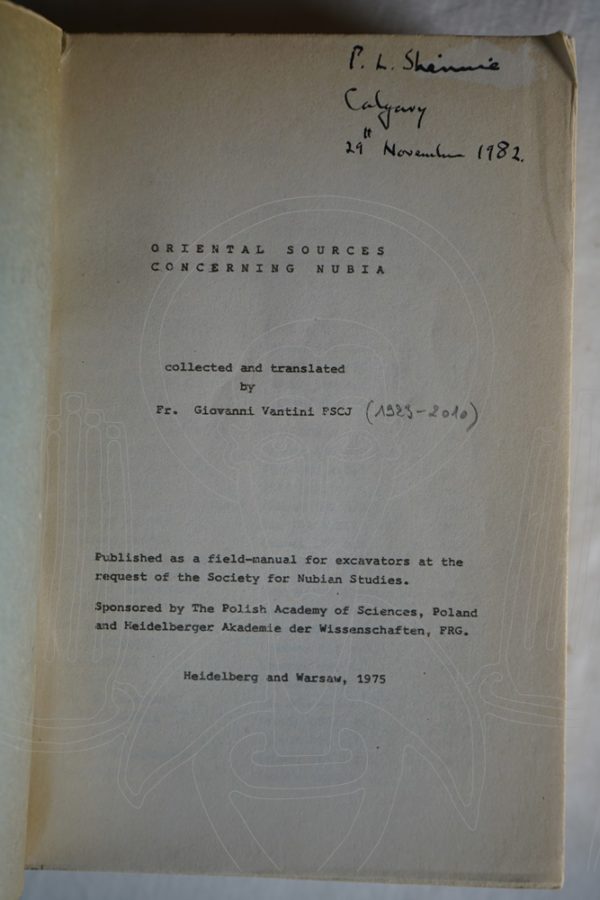 P. L. Shinnie
Calgary
29th November 1982.
ORIENTAL SOURCES
CONCERNING NUBIA
collected and translated
by
Fr. Giovanni Vantini FSCJ (1923-2010)
Published as a field-manual for excavators at the
request of the Society for Nubian Studies.
Sponsored by The Polish Academy of Sciences, Poland
and Heidelberger Akademie der Wissenschaften, FRG.
Heidelberg and Warsaw, 1975